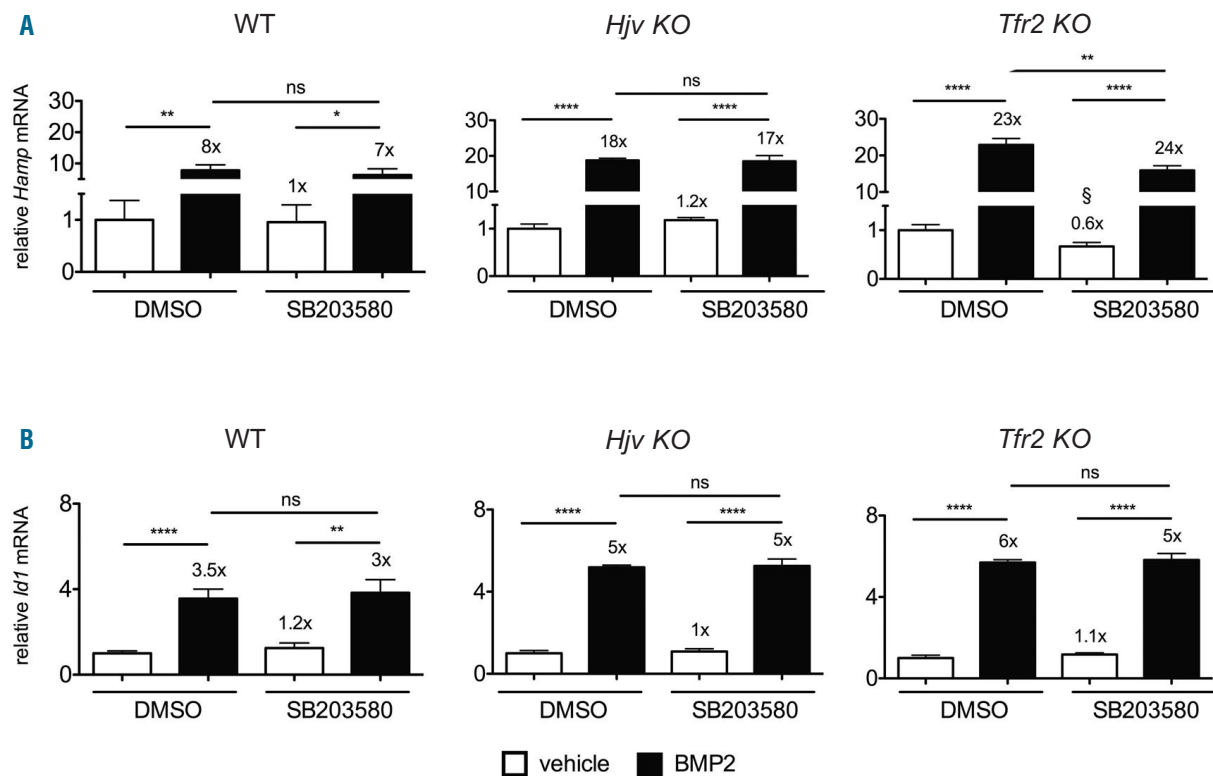 A
WT
Hjv KO
Tfr2 KO
relative Hamp mRNA
30
20
10
1
0
ns
**
*
8x
1x
7x
DMSO
SB203580
30
20
10
1
0
ns
****
****
18x
1.2x
17x
DMSO
SB203580
30
20
10
1
0
**
****
****
23x
§
0.6x
24x
DMSO
SB203580
B
WT
Hjv KO
Tfr2 KO
relative Id1 mRNA
8
4
0
ns
****
**
3.5x
1.2x
3x
DMSO
SB203580
8
4
0
ns
****
****
5x
1x
5x
DMSO
SB203580
8
4
0
ns
****
****
6x
1.1x
5x
DMSO
SB203580
vehicle BMP2